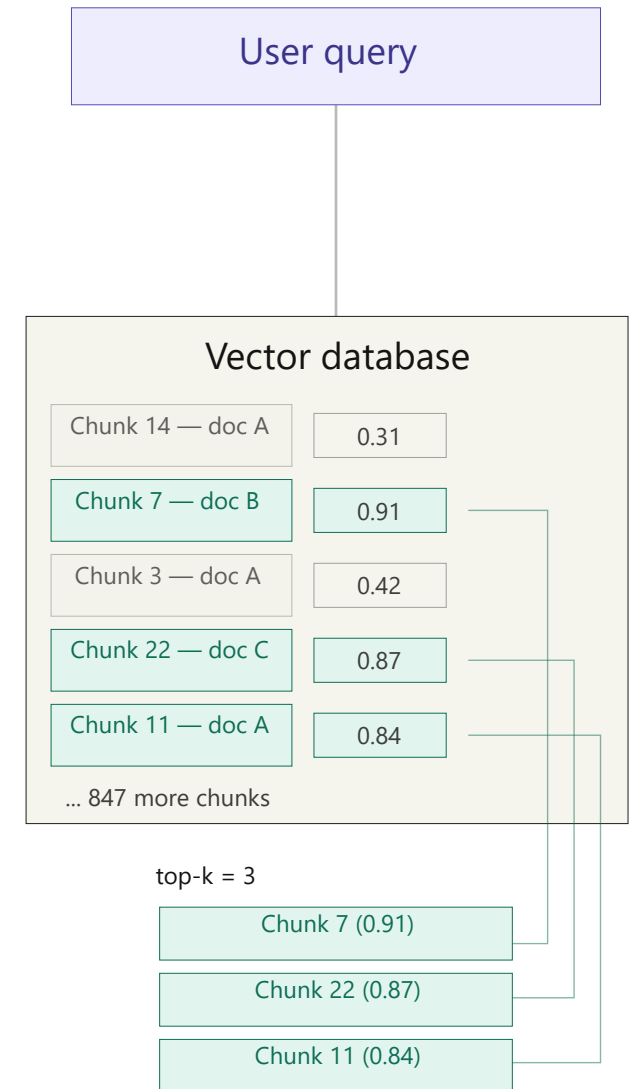 User query
Vector database
Chunk 14 — doc A 0.31
Chunk 7 — doc B 0.91
Chunk 3 — doc A 0.42
Chunk 22 — doc C 0.87
Chunk 11 — doc A 0.84
... 847 more chunks
top-k = 3
Chunk 7 (0.91)
Chunk 22 (0.87)
Chunk 11 (0.84)